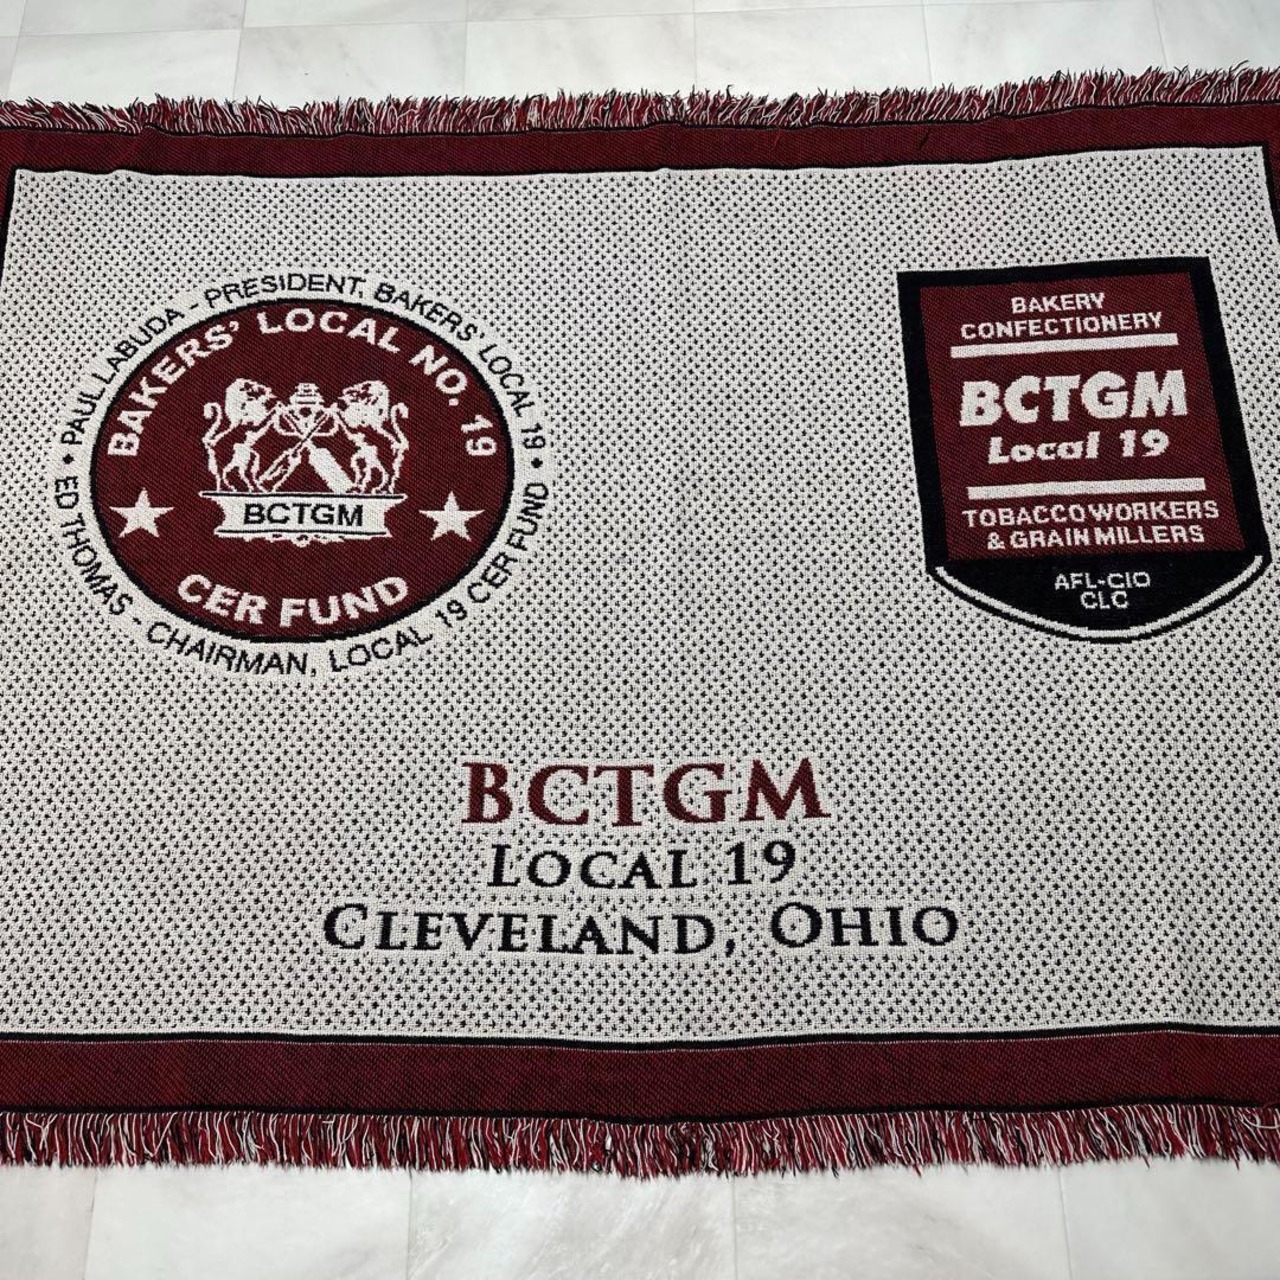 PAUL LABUDA - PRESIDENT, BAKERS' LOCAL 19 •
ED THOMAS - CHAIRMAN, LOCAL 19 CER FUND •
BAKERS' LOCAL NO. 19
BCTGM
CER FUND
BAKERY
CONFECTIONERY
BCTGM
Local 19
TOBACCO WORKERS
& GRAIN MILLERS
AFL-CIO
CLC
BCTGM
LOCAL 19
CLEVELAND, OHIO